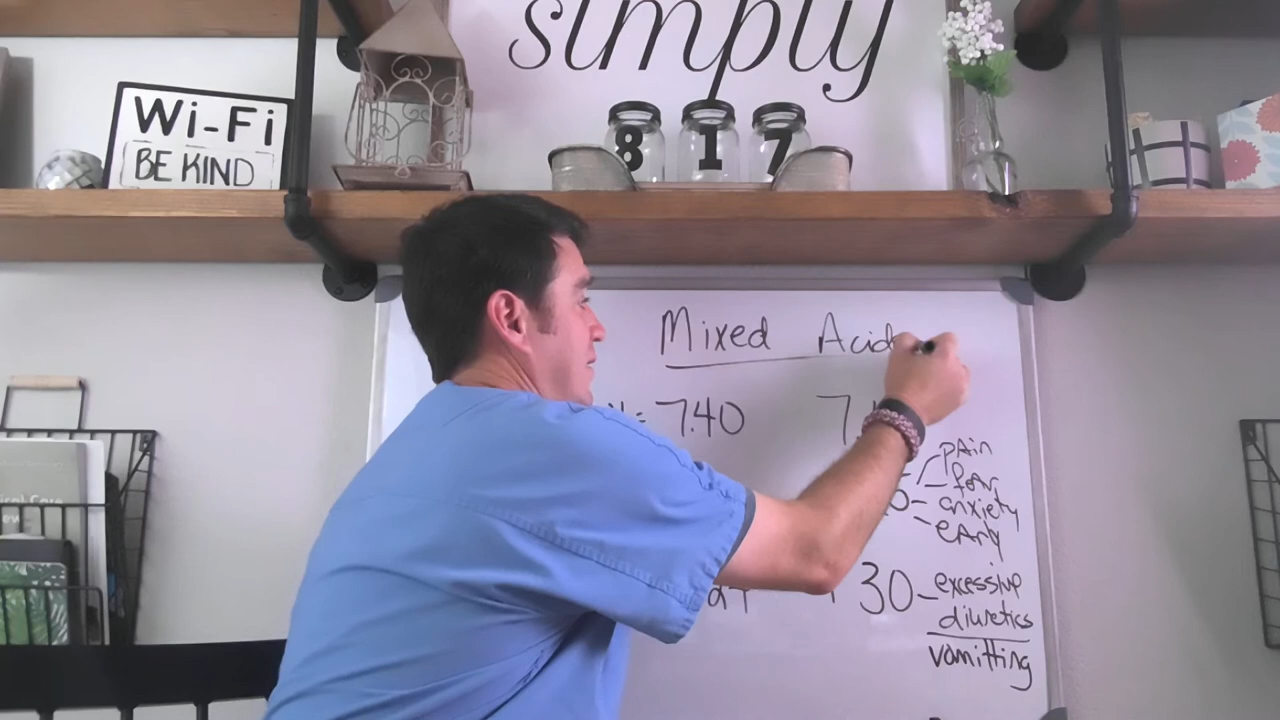 simply
Wi-Fi
BE KIND
8 1 7
Mixed Acid
7.40
pain
fear
anxiety
early
30 - excessive
diuretics
vomitting